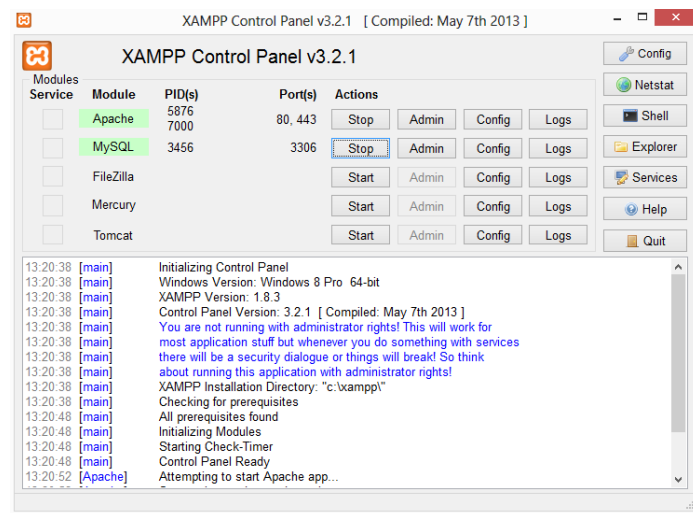 XAMPP Control Panel v3.2.1 [ Compiled: May 7th 2013 ]
XAMPP Control Panel v3.2.1
Config
Modules
Service Module PID(s) Port(s) Actions
Netstat
Apache 5876 7000 80, 443 Stop Admin Config Logs
Shell
MySQL 3456 3306 Stop Admin Config Logs
Explorer
FileZilla Start Admin Config Logs
Services
Mercury Start Admin Config Logs
Help
Tomcat Start Admin Config Logs
Quit
13:20:38 [main] Initializing Control Panel
13:20:38 [main] Windows Version: Windows 8 Pro 64-bit
13:20:38 [main] XAMPP Version: 1.8.3
13:20:38 [main] Control Panel Version: 3.2.1 [ Compiled: May 7th 2013 ]
13:20:38 [main] You are not running with administrator rights! This will work for
13:20:38 [main] most application stuff but whenever you do something with services
13:20:38 [main] there will be a security dialogue or things will break! So think
13:20:38 [main] about running this application with administrator rights!
13:20:38 [main] XAMPP Installation Directory: "c:\xampp\"
13:20:38 [main] Checking for prerequisites
13:20:48 [main] All prerequisites found
13:20:48 [main] Initializing Modules
13:20:48 [main] Starting Check-Timer
13:20:48 [main] Control Panel Ready
13:20:52 [Apache] Attempting to start Apache app...